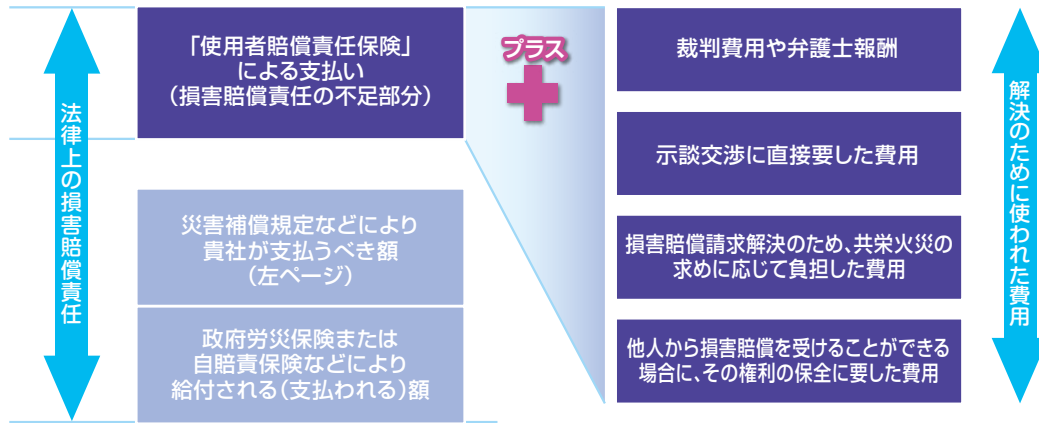 法律上の損害賠償責任
「使用者賠償責任保険」
による支払い
（損害賠償責任の不足部分）
災害補償規定などにより
貴社が支払うべき額
（左ページ）
政府労災保険または
自賠責保険などにより
給付される（支払われる）額
プラス
裁判費用や弁護士報酬
示談交渉に直接要した費用
損害賠償請求解決のため、共栄火災の
求めに応じて負担した費用
他人から損害賠償を受けることができる
場合に、その権利の保全に要した費用
解決のために使われた費用